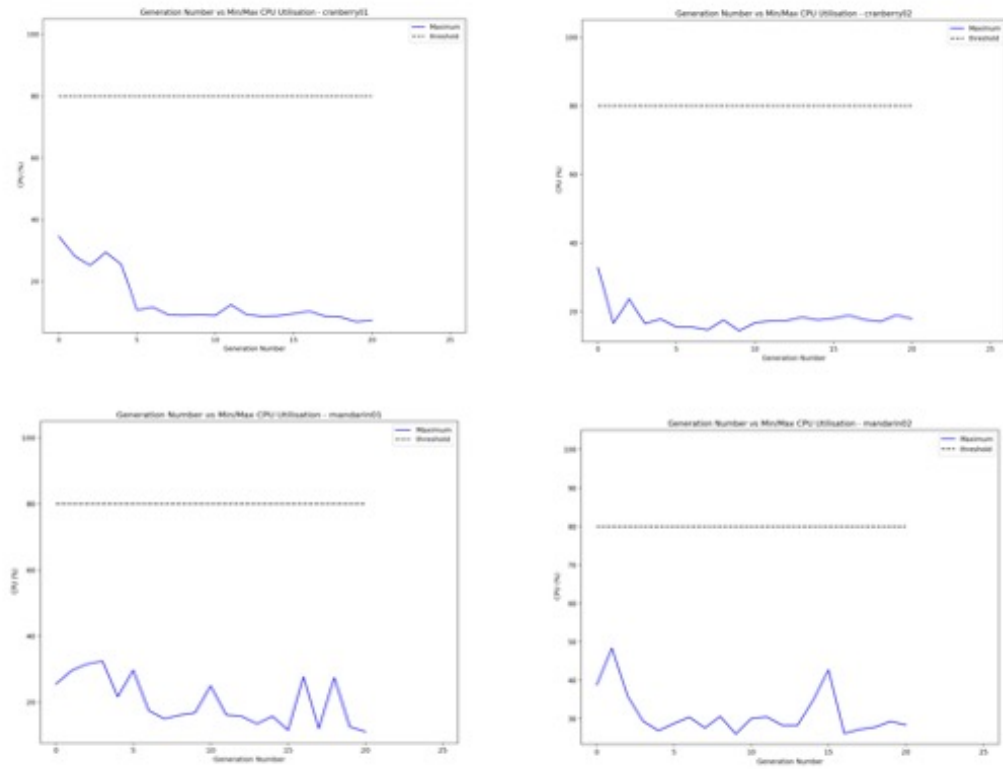 Generation Number vs Min/Max CPU Utilisation - cranberry01
Maximum
threshold
100
80
60
40
20
CPU (%)
0 5 10 15 20 25
Generation Number
Generation Number vs Min/Max CPU Utilisation - cranberry02
Maximum
threshold
100
80
60
40
20
CPU (%)
0 5 10 15 20 25
Generation Number
Generation Number vs Min/Max CPU Utilisation - mandarin01
Maximum
threshold
100
80
60
40
20
CPU (%)
0 5 10 15 20 25
Generation Number
Generation Number vs Min/Max CPU Utilisation - mandarin02
Maximum
threshold
100
90
80
70
60
50
40
30
CPU (%)
0 5 10 15 20 25
Generation Number